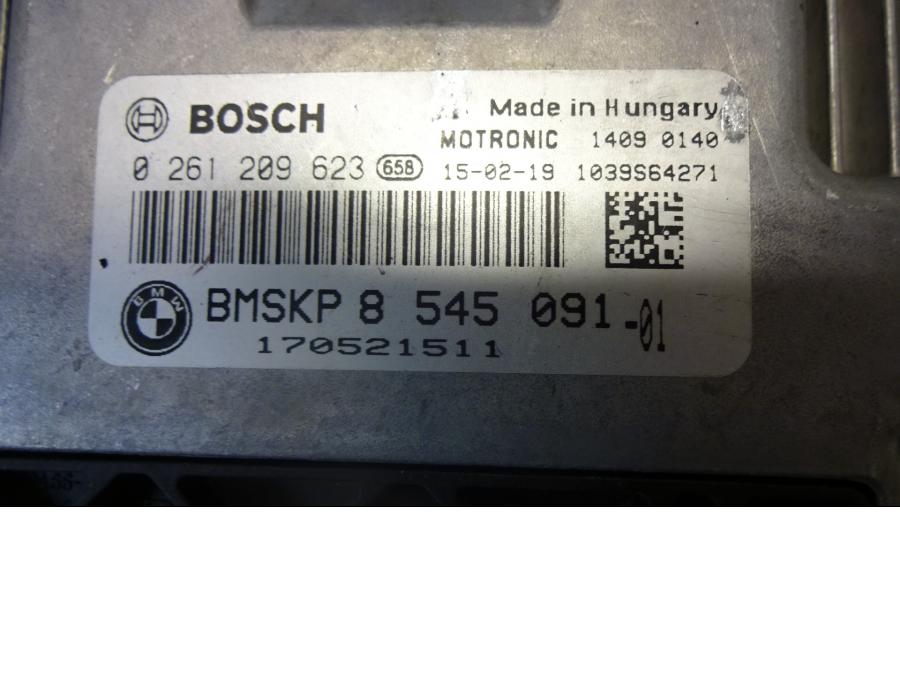 BOSCH
Made in Hungary
MOTRONIC 1409 0140
0 261 209 623 658 15-02-19 1039S64271
BMW
BMSKP 8 545 091-01
170521511